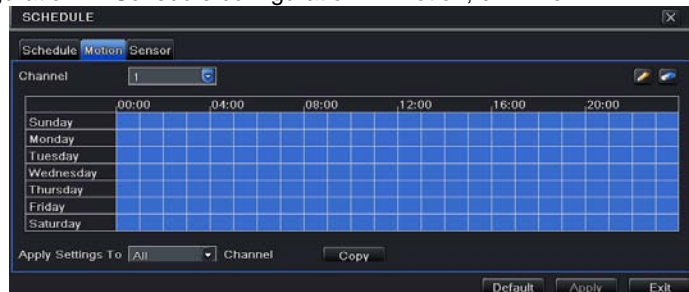 SCHEDULE
Schedule Motion Sensor
Channel 1
00:00 04:00 08:00 12:00 16:00 20:00
Sunday
Monday
Tuesday
Wednesday
Thursday
Friday
Saturday
Apply Settings To All Channel Copy
Default Apply Exit